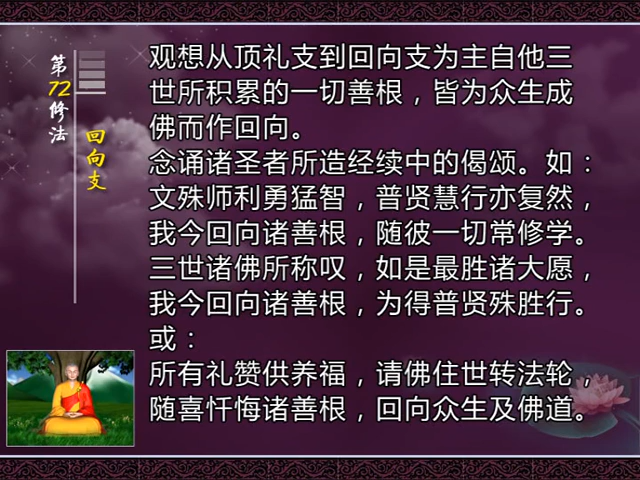 第72修法
回向支
观想从顶礼支到回向支为主自他三
世所积累的一切善根，皆为众生成
佛而作回向。
念诵诸圣者所造经续中的偈颂。如：
文殊师利勇猛智，普贤慧行亦复然，
我今回向诸善根，随彼一切常修学。
三世诸佛所称叹，如是最胜诸大愿，
我今回向诸善根，为得普贤殊胜行。
或：
所有礼赞供养福，请佛住世转法轮，
随喜忏悔诸善根，回向众生及佛道。